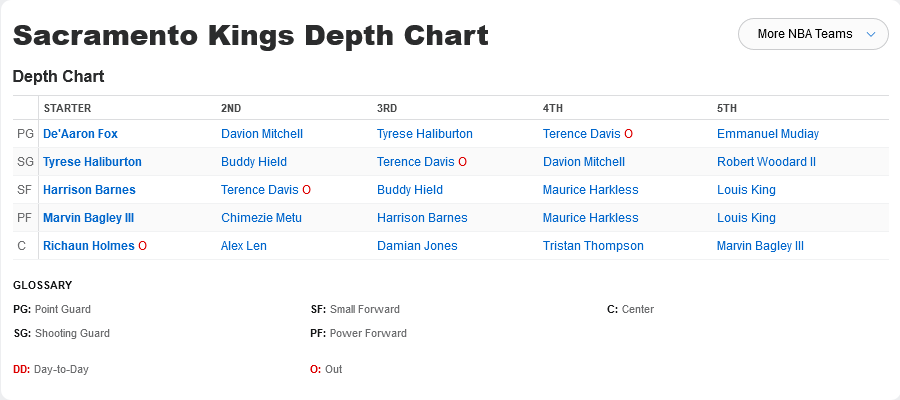 Sacramento Kings Depth Chart
More NBA Teams
Depth Chart
STARTER 2ND 3RD 4TH 5TH
PG De'Aaron Fox Davion Mitchell Tyrese Haliburton Terence Davis O Emmanuel Mudiay
SG Tyrese Haliburton Buddy Hield Terence Davis O Davion Mitchell Robert Woodard II
SF Harrison Barnes Terence Davis O Buddy Hield Maurice Harkless Louis King
PF Marvin Bagley III Chimezie Metu Harrison Barnes Maurice Harkless Louis King
C Richaun Holmes O Alex Len Damian Jones Tristan Thompson Marvin Bagley III
GLOSSARY
PG: Point Guard SF: Small Forward C: Center
SG: Shooting Guard PF: Power Forward
DD: Day-to-Day O: Out